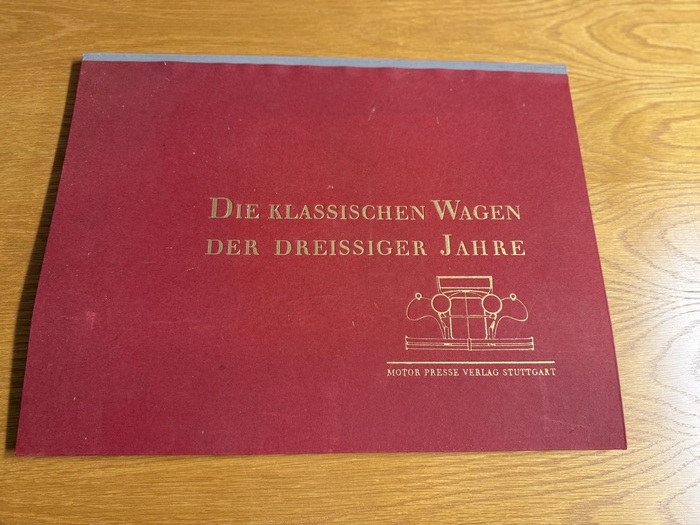 DIE KLASSISCHEN WAGEN
DER DREISSIGER JAHRE
MOTOR PRESSE VERLAG STUTTGART